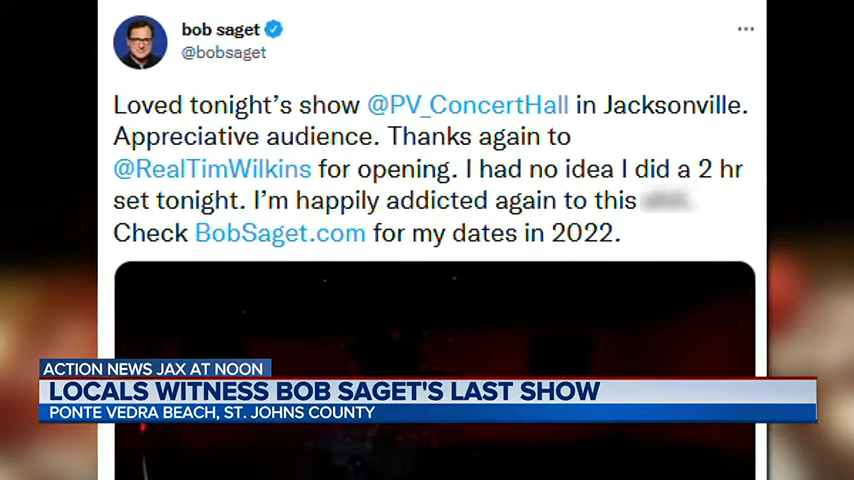 bob saget
@bobsaget
Loved tonight's show @PV_ConcertHall in Jacksonville.
Appreciative audience. Thanks again to
@RealTimWilkins for opening. I had no idea I did a 2 hr
set tonight. I'm happily addicted again to this
Check BobSaget.com for my dates in 2022.
ACTION NEWS JAX AT NOON
LOCALS WITNESS BOB SAGET'S LAST SHOW
PONTE VEDRA BEACH, ST. JOHNS COUNTY